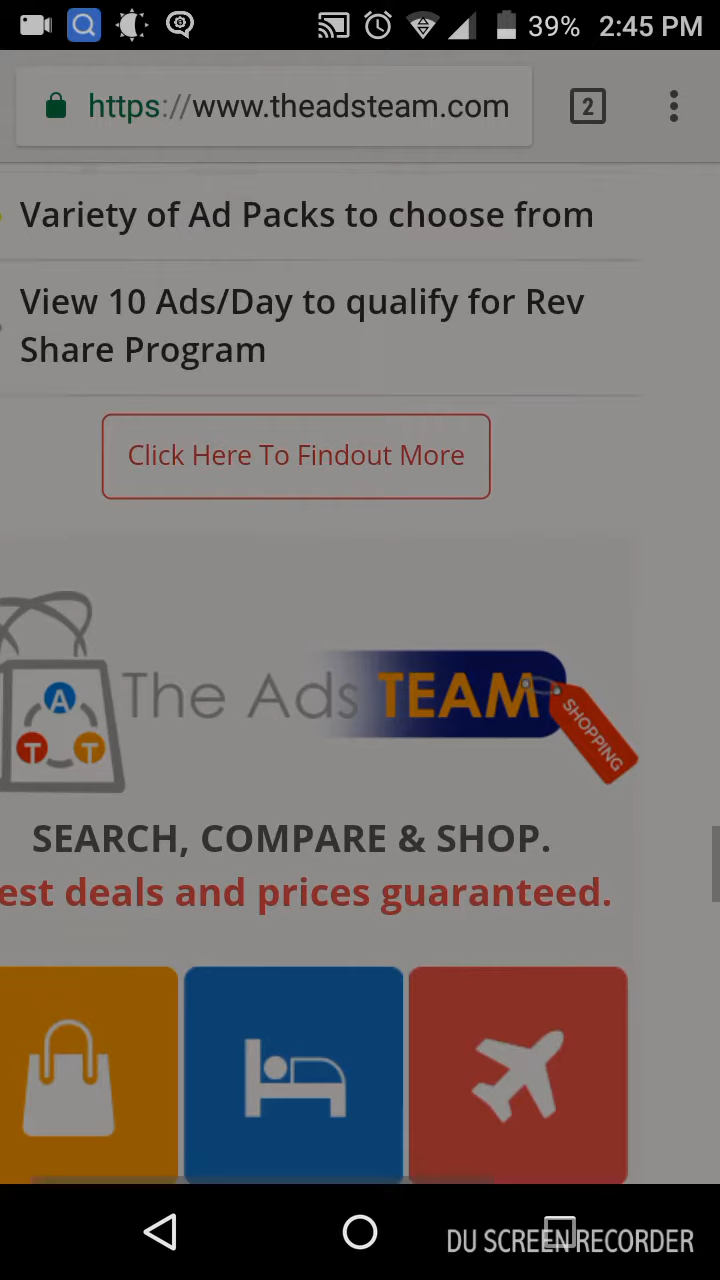 39% 2:45 PM
https://www.theadsteam.com 2
Variety of Ad Packs to choose from
View 10 Ads/Day to qualify for Rev
Share Program
Click Here To Findout More
The Ads TEAM
SHOPPING
A
T T
SEARCH, COMPARE & SHOP.
est deals and prices guaranteed.
DU SCREEN RECORDER